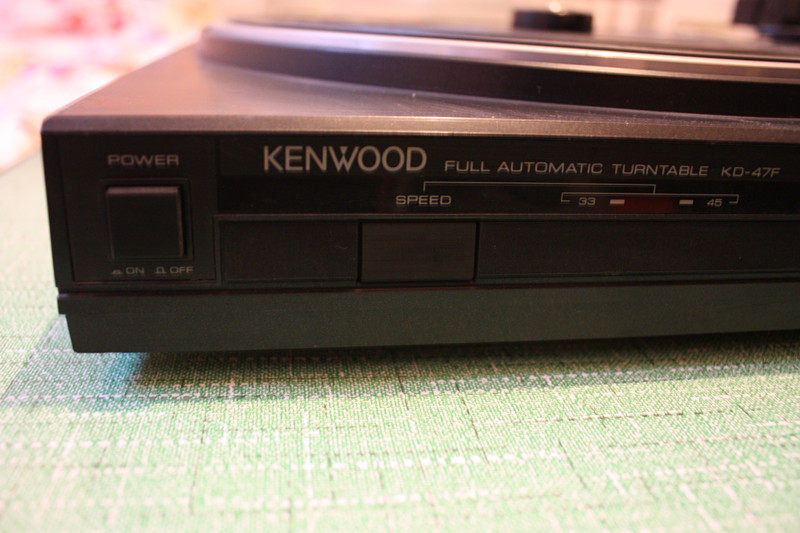 POWER
KENWOOD FULL AUTOMATIC TURNTABLE KD-47F
SPEED 33 45
ON OFF